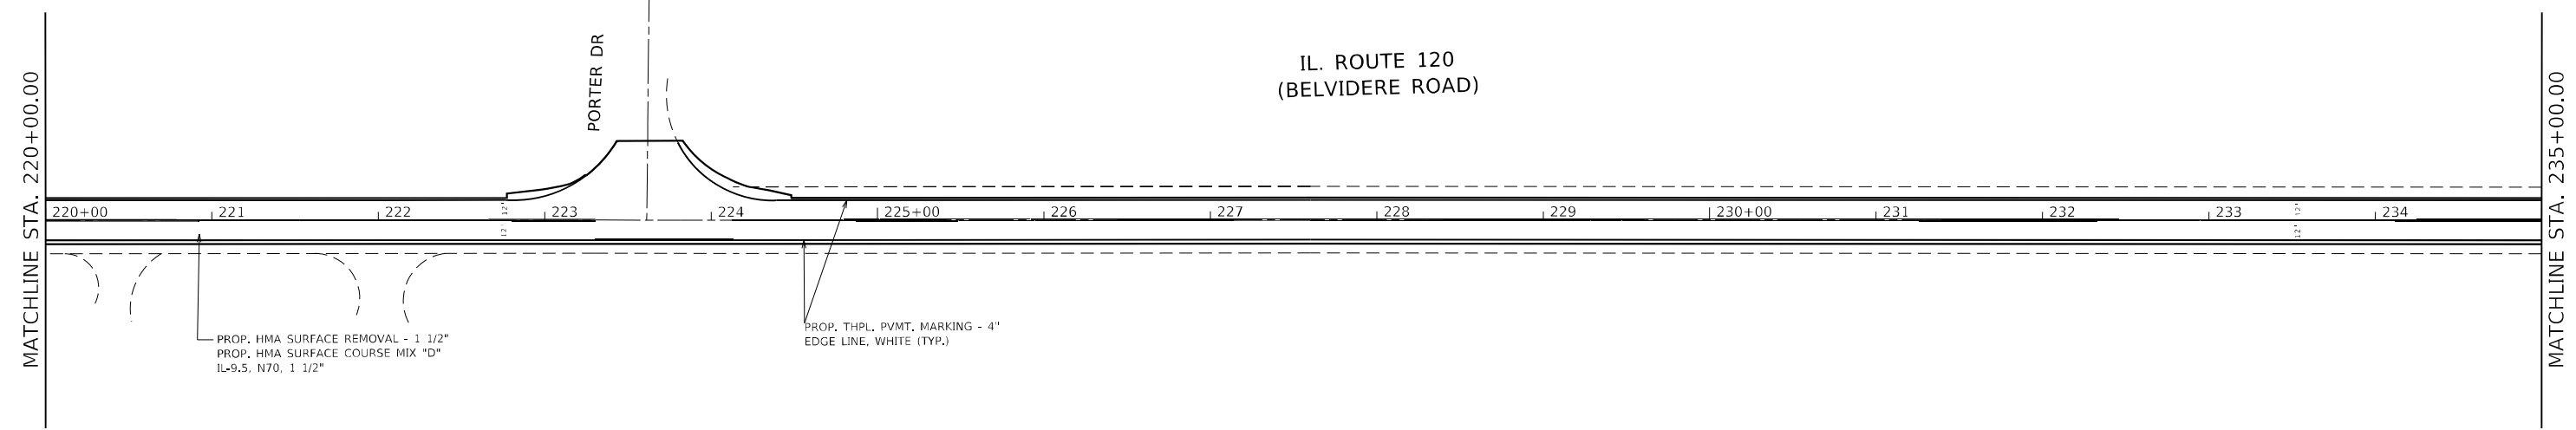 MATCHLINE STA. 220+00.00
PORTER DR
IL. ROUTE 120
(BELVIDERE ROAD)
220+00 221 222 12' 223 224 225+00 226 227 228 229 230+00 231 232 233 12' 234
12' 12'
PROP. HMA SURFACE REMOVAL - 1 1/2"
PROP. HMA SURFACE COURSE MIX "D"
IL-9.5, N70, 1 1/2"
PROP. THPL. PVMT. MARKING - 4"
EDGE LINE, WHITE (TYP.)
MATCHLINE STA. 235+00.00